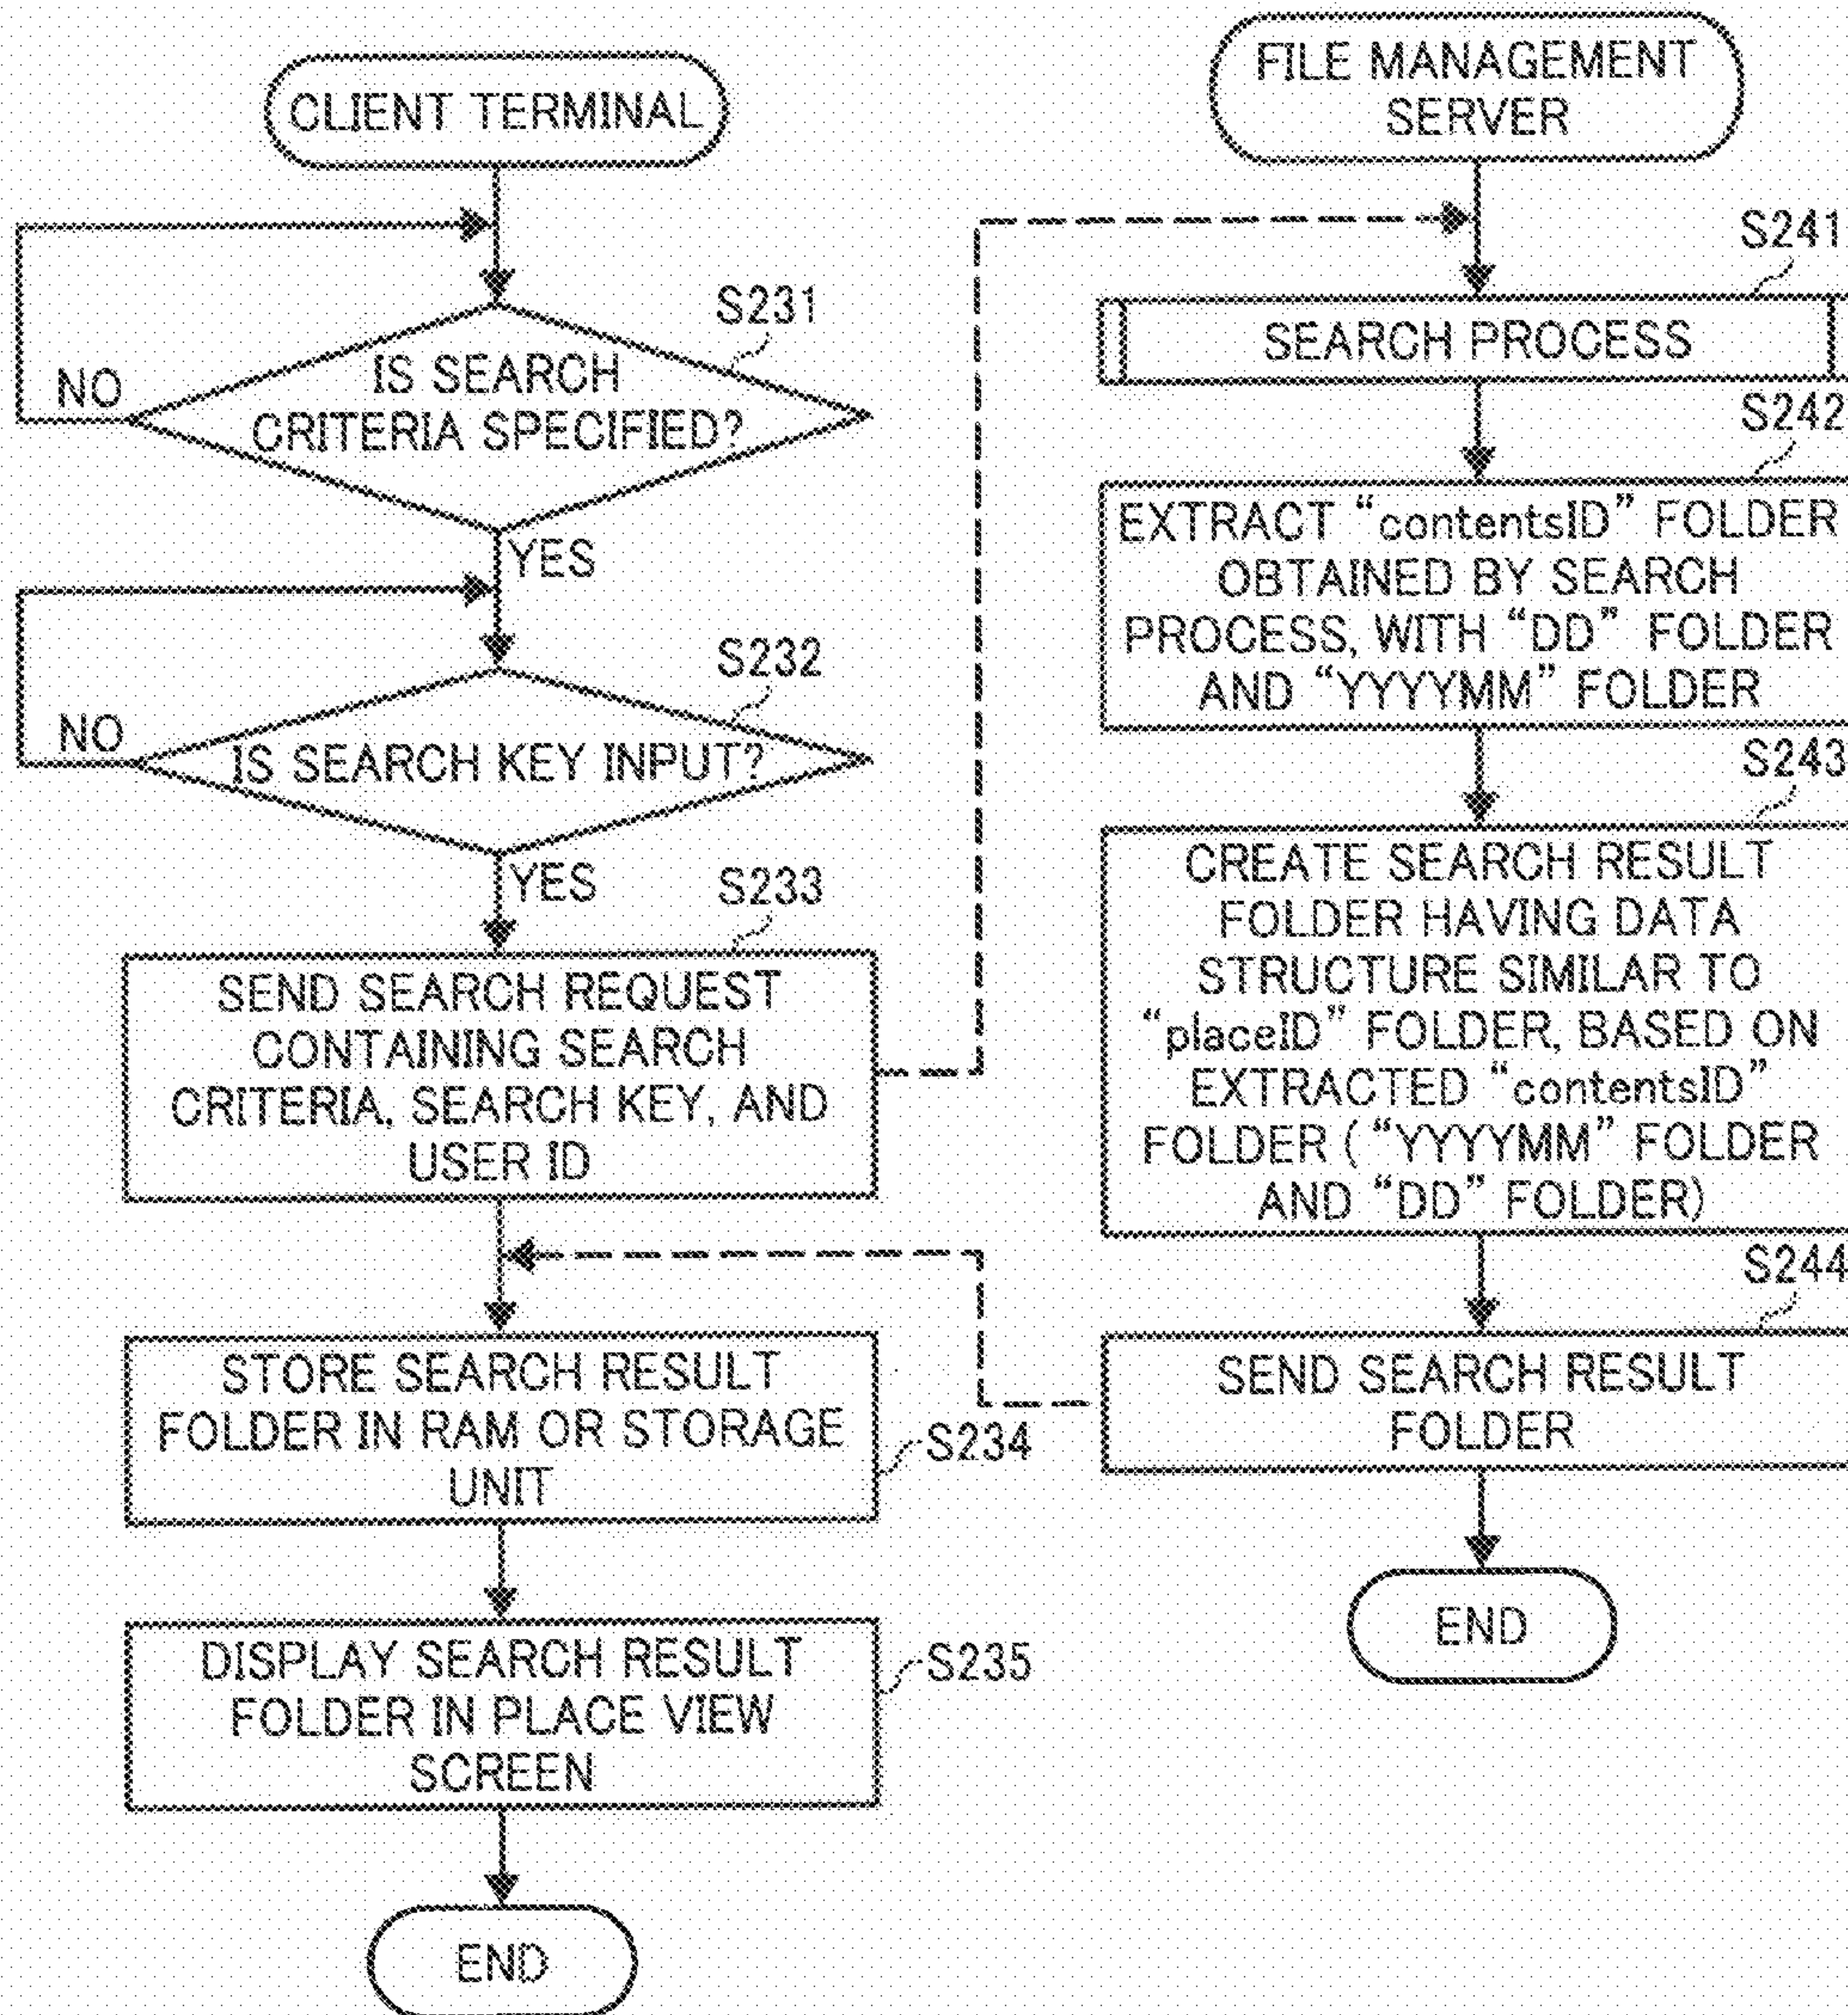 CLIENT TERMINAL
S231
IS SEARCH
CRITERIA SPECIFIED?
NO
YES
S232
IS SEARCH KEY INPUT?
NO
YES
S233
SEND SEARCH REQUEST
CONTAINING SEARCH
CRITERIA, SEARCH KEY, AND
USER ID
STORE SEARCH RESULT
FOLDER IN RAM OR STORAGE
UNIT
S234
DISPLAY SEARCH RESULT
FOLDER IN PLACE VIEW
SCREEN
S235
END
FILE MANAGEMENT
SERVER
S241
SEARCH PROCESS
S242
EXTRACT “contentsID” FOLDER
OBTAINED BY SEARCH
PROCESS, WITH “DD” FOLDER
AND “YYYYMM” FOLDER
S243
CREATE SEARCH RESULT
FOLDER HAVING DATA
STRUCTURE SIMILAR TO
“placeID” FOLDER, BASED ON
EXTRACTED “contentsID”
FOLDER ( “YYYYMM” FOLDER
AND “DD” FOLDER)
S244
SEND SEARCH RESULT
FOLDER
END